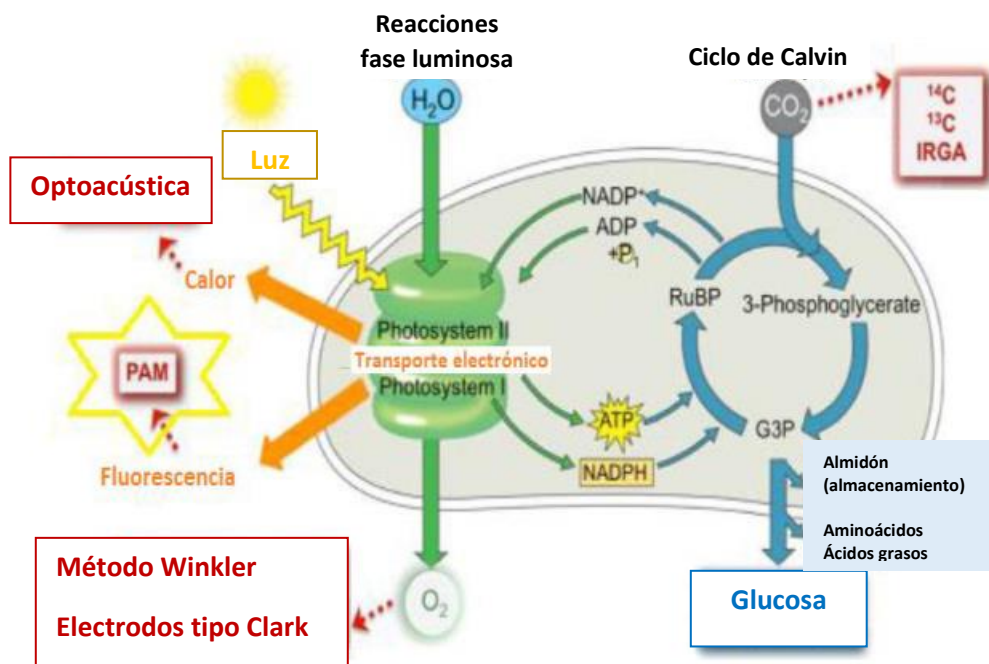 Reacciones
fase luminosa
Ciclo de Calvin
H₂O
CO₂
¹⁴C
¹³C
IRGA
Luz
Optoacústica
NADP⁺
ADP
+P₁
Calor
RuBP
3-Phosphoglycerate
Photosystem II
Transporte electrónico
Photosystem I
PAM
ATP
G3P
NADPH
Fluorescencia
Almidón
(almacenamiento)
Aminoácidos
Ácidos grasos
Método Winkler
Electrodos tipo Clark
O₂
Glucosa